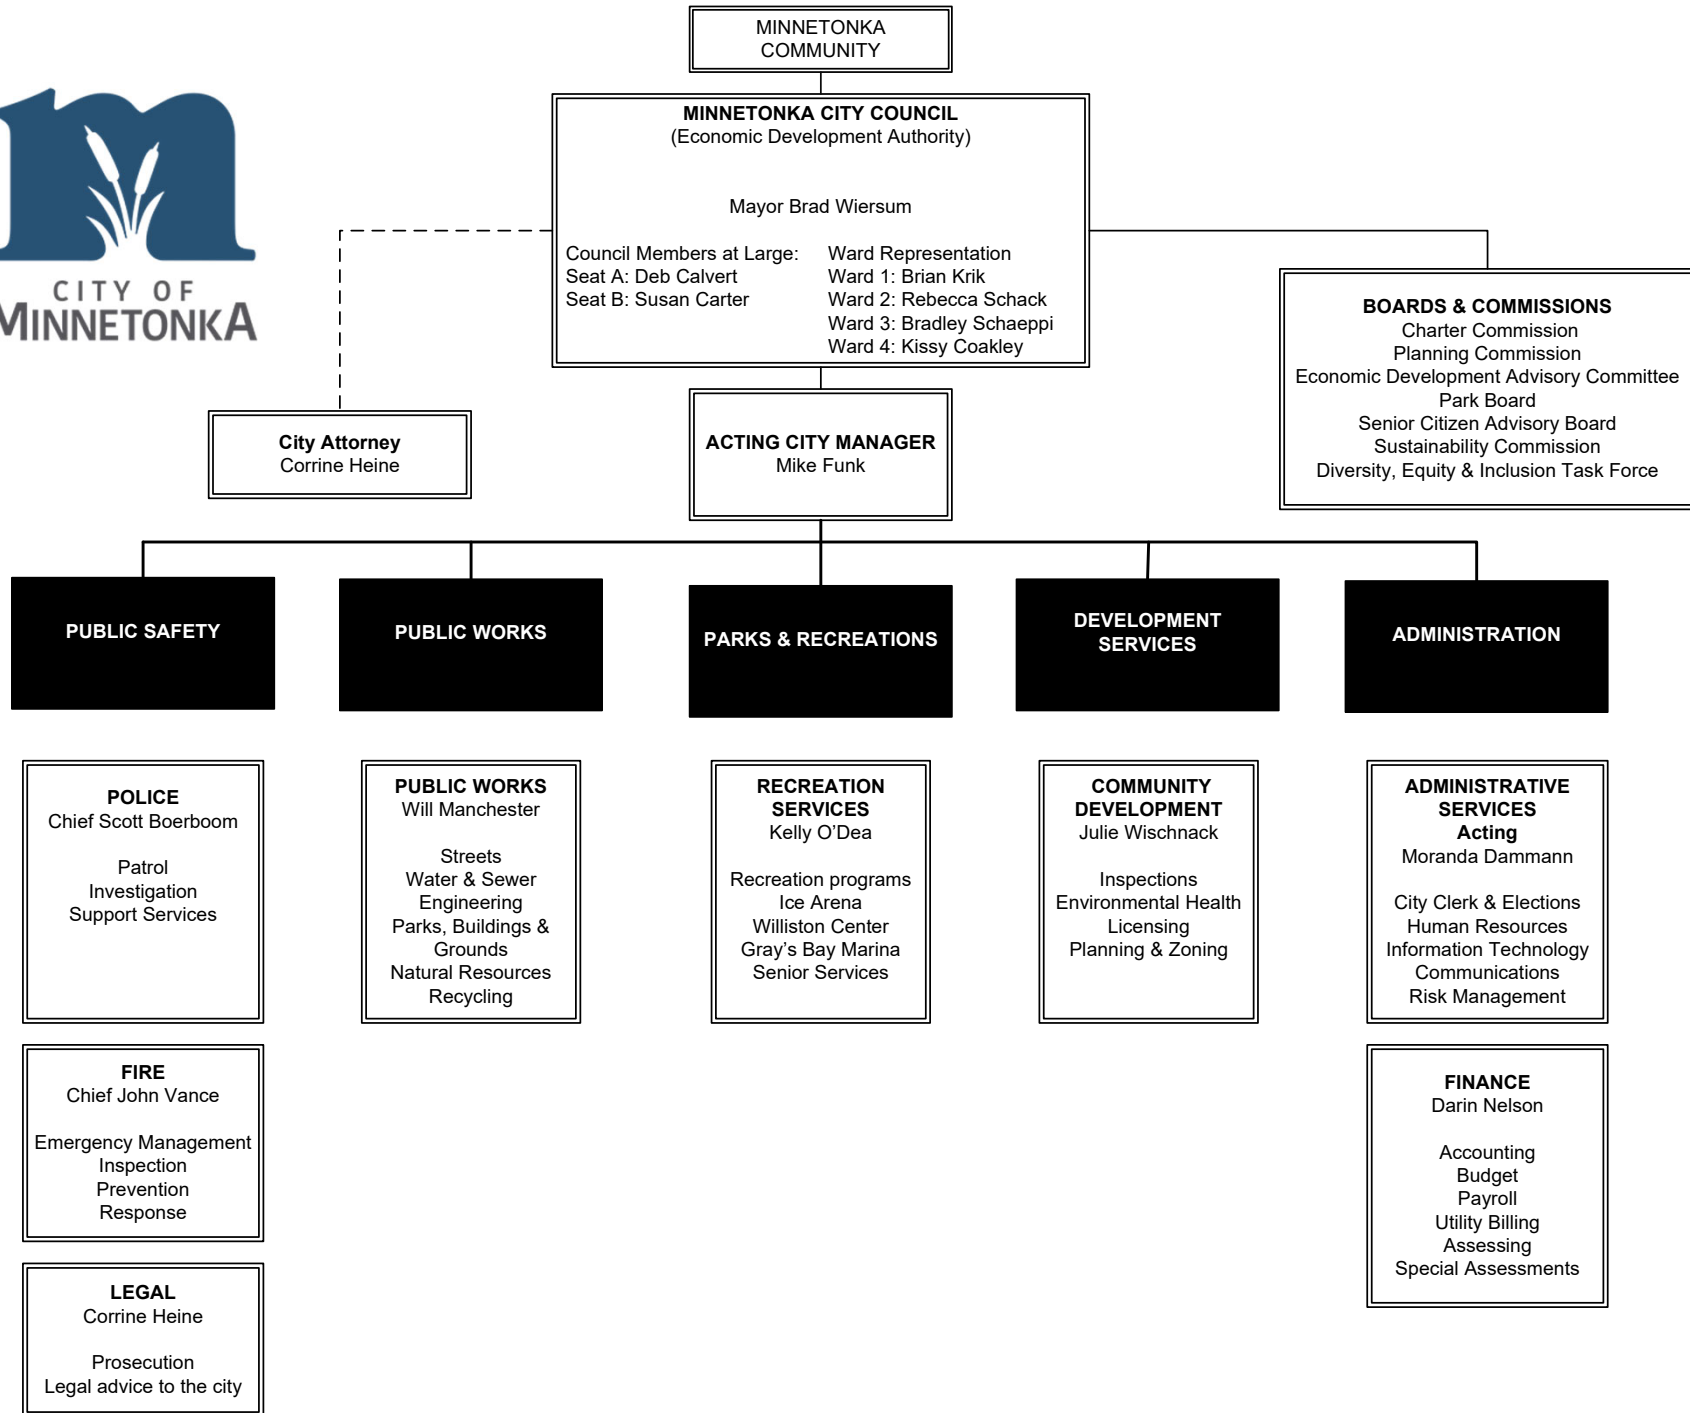 MINNETONKA
COMMUNITY
CITY OF
MINNETONKA
MINNETONKA CITY COUNCIL
(Economic Development Authority)
Mayor Brad Wiersum
Council Members at Large:
Seat A: Deb Calvert
Seat B: Susan Carter
Ward Representation
Ward 1: Brian Krik
Ward 2: Rebecca Schack
Ward 3: Bradley Schaeppi
Ward 4: Kissy Coakley
BOARDS & COMMISSIONS
Charter Commission
Planning Commission
Economic Development Advisory Committee
Park Board
Senior Citizen Advisory Board
Sustainability Commission
Diversity, Equity & Inclusion Task Force
City Attorney
Corrine Heine
ACTING CITY MANAGER
Mike Funk
PUBLIC SAFETY
PUBLIC WORKS
PARKS & RECREATIONS
DEVELOPMENT
SERVICES
ADMINISTRATION
POLICE
Chief Scott Boerboom
Patrol
Investigation
Support Services
PUBLIC WORKS
Will Manchester
Streets
Water & Sewer
Engineering
Parks, Buildings &
Grounds
Natural Resources
Recycling
RECREATION
SERVICES
Kelly O’Dea
Recreation programs
Ice Arena
Williston Center
Gray’s Bay Marina
Senior Services
COMMUNITY
DEVELOPMENT
Julie Wischnack
Inspections
Environmental Health
Licensing
Planning & Zoning
ADMINISTRATIVE
SERVICES
Acting
Moranda Dammann
City Clerk & Elections
Human Resources
Information Technology
Communications
Risk Management
FIRE
Chief John Vance
Emergency Management
Inspection
Prevention
Response
FINANCE
Darin Nelson
Accounting
Budget
Payroll
Utility Billing
Assessing
Special Assessments
LEGAL
Corrine Heine
Prosecution
Legal advice to the city